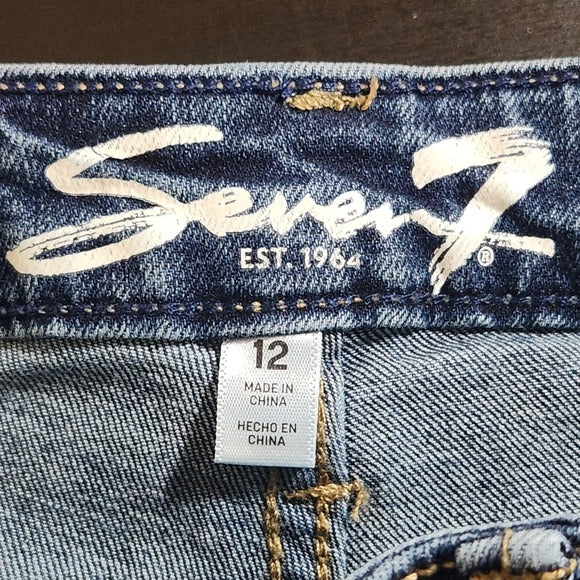 Seven7
EST. 1964 ®
12
MADE IN
CHINA
HECHO EN
CHINA